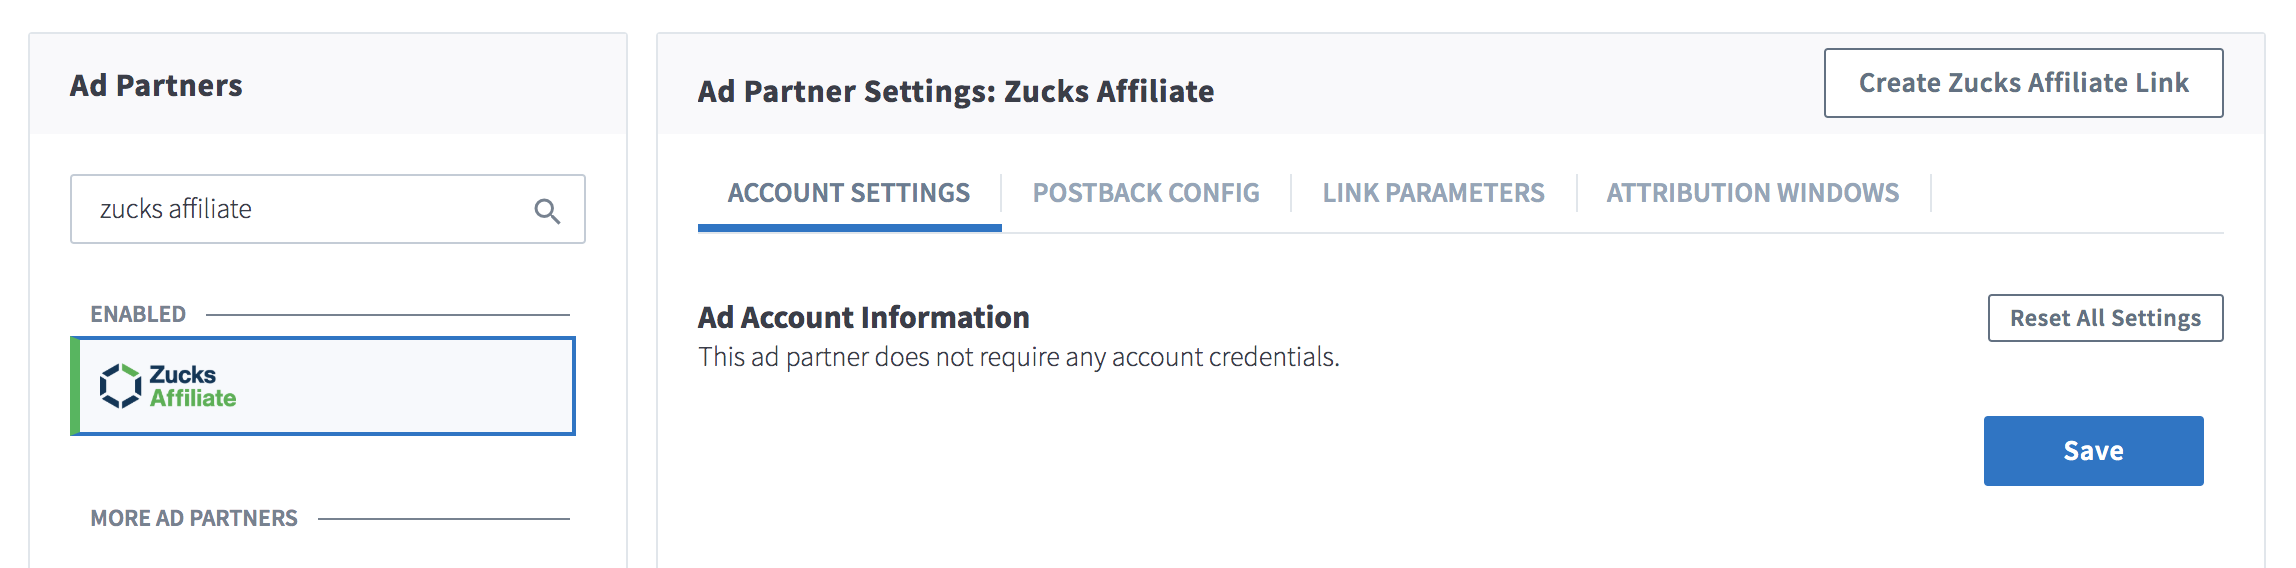 Ad Partners
zucks affiliate
ENABLED
Zucks
Affiliate
MORE AD PARTNERS
Ad Partner Settings: Zucks Affiliate
Create Zucks Affiliate Link
ACCOUNT SETTINGS
POSTBACK CONFIG
LINK PARAMETERS
ATTRIBUTION WINDOWS
Ad Account Information
Reset All Settings
This ad partner does not require any account credentials.
Save